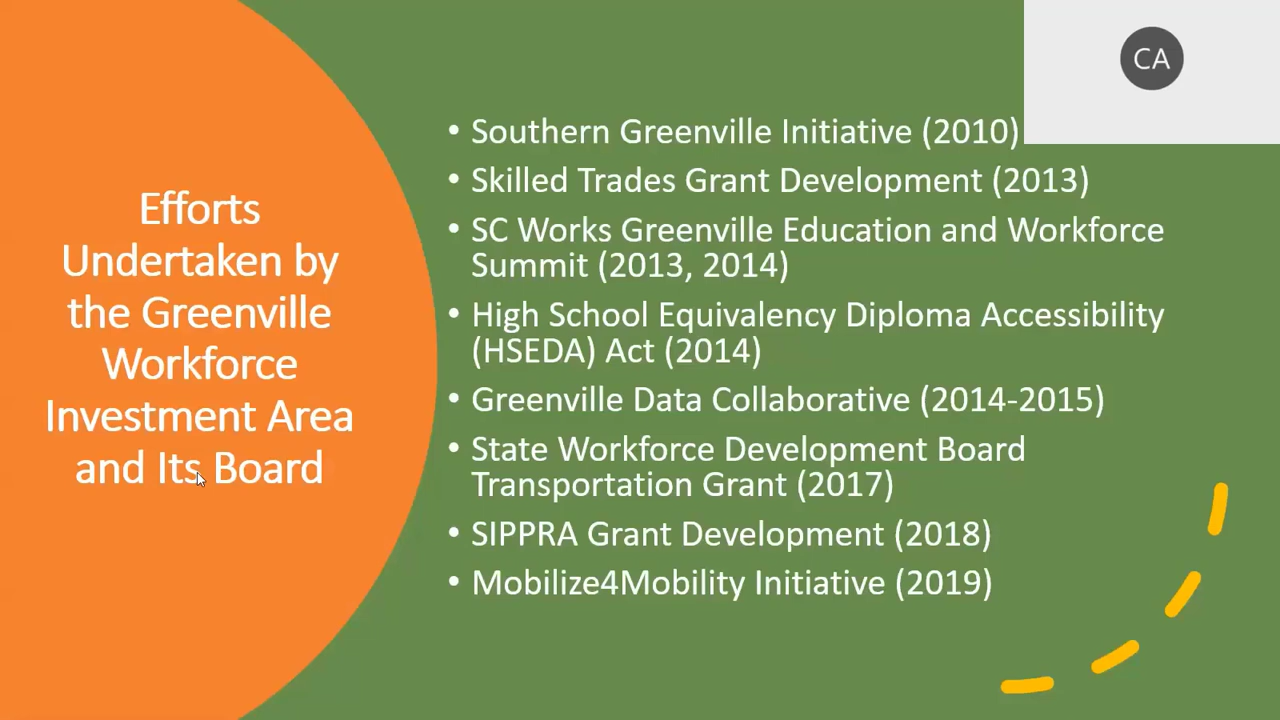 Efforts
Undertaken by
the Greenville
Workforce
Investment Area
and Its Board
• Southern Greenville Initiative (2010)
• Skilled Trades Grant Development (2013)
• SC Works Greenville Education and Workforce
Summit (2013, 2014)
• High School Equivalency Diploma Accessibility
(HSEDA) Act (2014)
• Greenville Data Collaborative (2014-2015)
• State Workforce Development Board
Transportation Grant (2017)
• SIPPRA Grant Development (2018)
• Mobilize4Mobility Initiative (2019)
CA